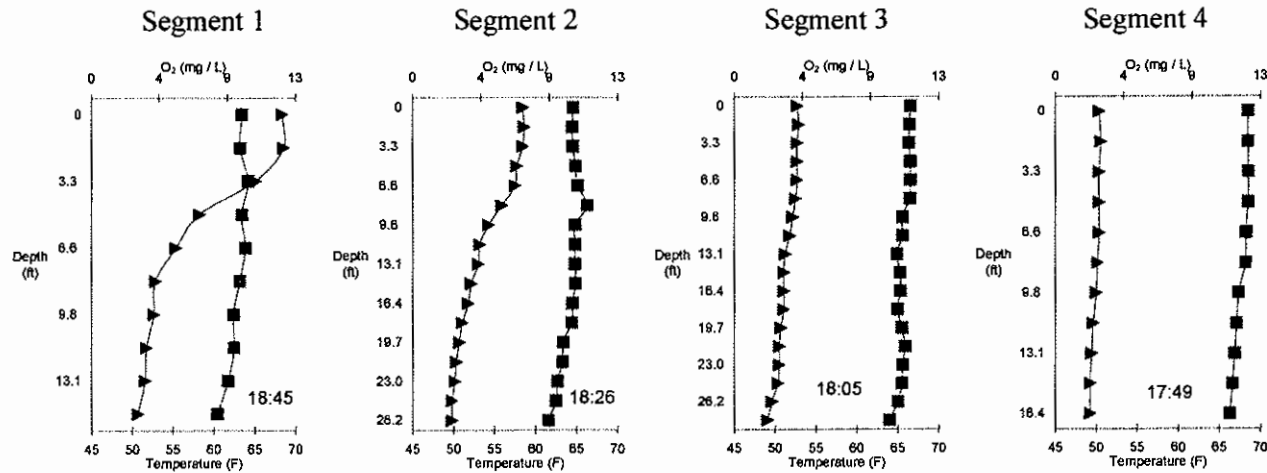 Segment 1
O₂ (mg / L)
0 4 9 13
0
3.3
6.6
9.8
13.1
Depth
(ft)
18:45
45 50 55 60 65 70
Temperature (F)
Segment 2
O₂ (mg / L)
0 4 9 13
0
3.3
6.6
9.8
13.1
16.4
19.7
23.0
26.2
Depth
(ft)
18:26
45 50 55 60 65 70
Temperature (F)
Segment 3
O₂ (mg / L)
0 4 9 13
0
3.3
6.6
9.8
13.1
16.4
19.7
23.0
26.2
Depth
(ft)
18:05
45 50 55 60 65 70
Temperature (F)
Segment 4
O₂ (mg / L)
0 4 9 13
0
3.3
6.6
9.8
13.1
16.4
Depth
(ft)
17:49
45 50 55 60 65 70
Temperature (F)